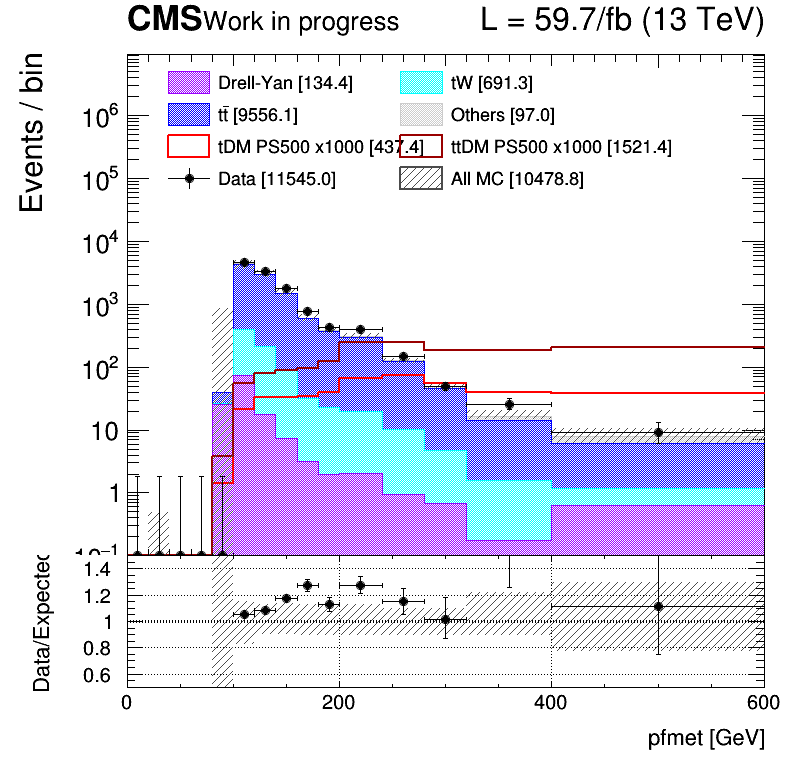 CMS Work in progress L = 59.7/fb (13 TeV)
Events / bin
Drell-Yan [134.4] tW [691.3]
tt̄ [9556.1] Others [97.0]
tDM PS500 x1000 [437.4] ttDM PS500 x1000 [1521.4]
Data [11545.0] All MC [10478.8]
10⁶
10⁵
10⁴
10³
10²
10
1
10⁻¹
Data/Expected
1.4
1.2
1
0.8
0.6
0 200 400 600
pfmet [GeV]